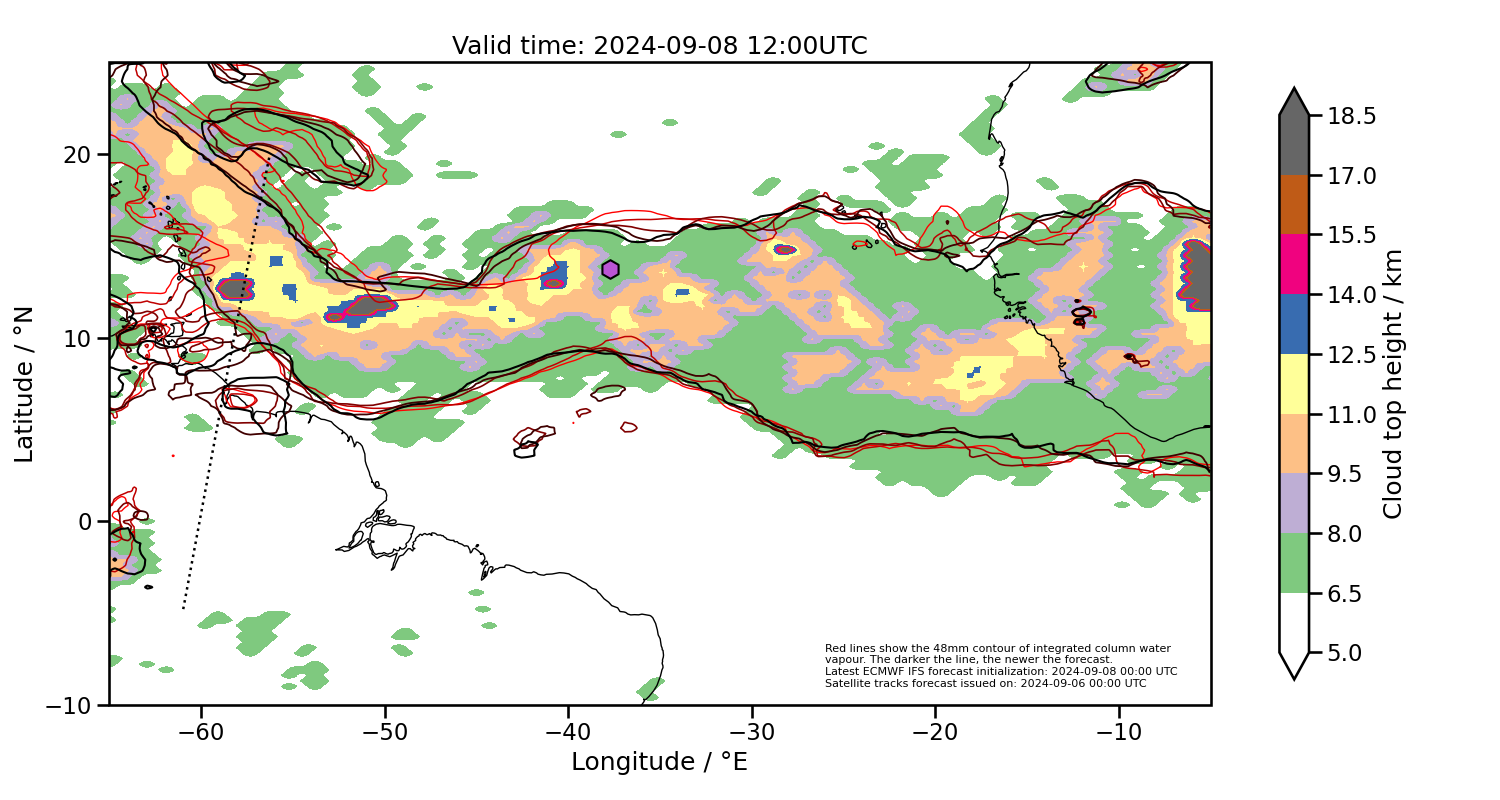 Valid time: 2024-09-08 12:00UTC
20
10
0
−10
Latitude / °N
−60
−50
−40
−30
−20
−10
Longitude / °E
Red lines show the 48mm contour of integrated column water
vapour. The darker the line, the newer the forecast.
Latest ECMWF IFS forecast initialization: 2024-09-08 00:00 UTC
Satellite tracks forecast issued on: 2024-09-06 00:00 UTC
18.5
17.0
15.5
14.0
12.5
11.0
9.5
8.0
6.5
5.0
Cloud top height / km